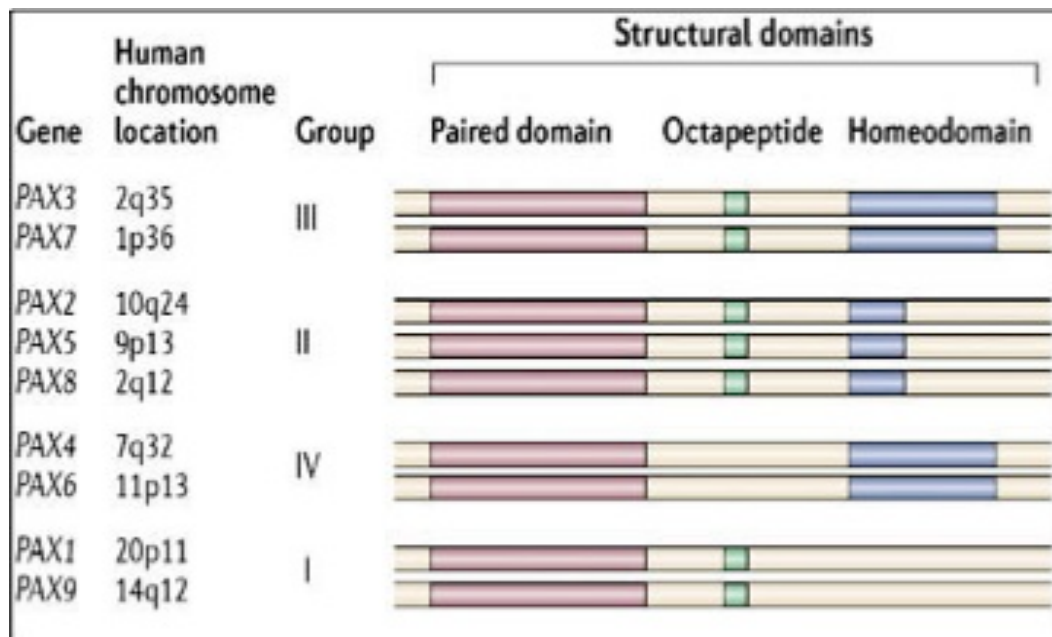 Structural domains
Human
chromosome
Gene location Group Paired domain Octapeptide Homeodomain
PAX3 2q35
III
PAX7 1p36
PAX2 10q24
PAX5 9p13 II
PAX8 2q12
PAX4 7q32
IV
PAX6 11p13
PAX1 20p11
I
PAX9 14q12